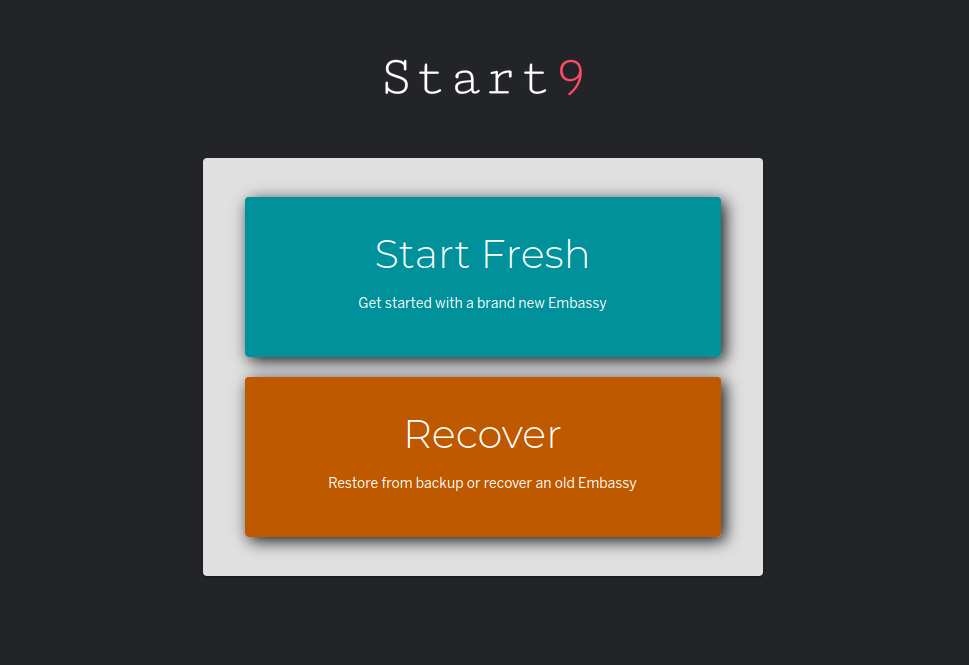 Start9
Start Fresh
Get started with a brand new Embassy
Recover
Restore from backup or recover an old Embassy